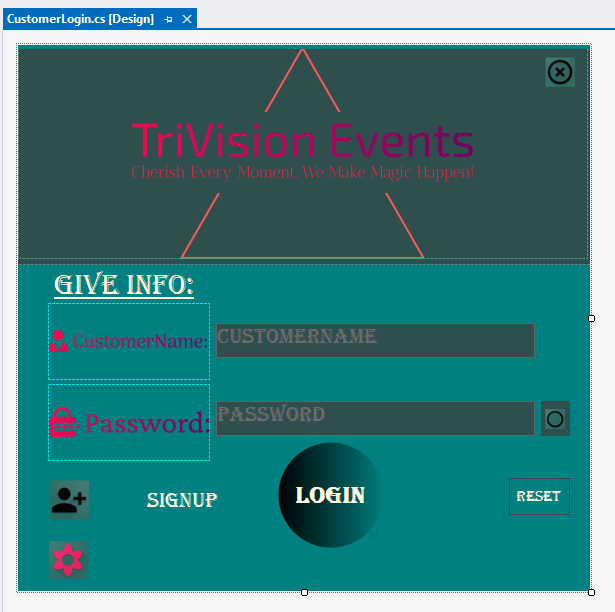 CustomerLogin.cs [Design]
TriVision Events
Cherish Every Moment, We Make Magic Happen!
GIVE INFO:
CustomerName:
CUSTOMERNAME
Password:
PASSWORD
SIGNUP
LOGIN
RESET